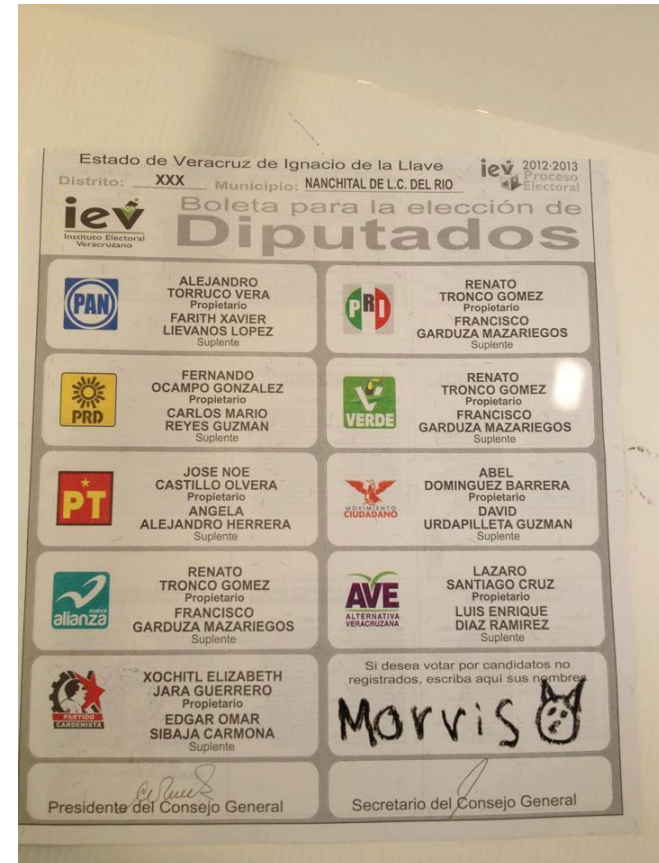 Estado de Veracruz de Ignacio de la Llave
Distrito: XXX Municipio: NANCHITAL DE L.C. DEL RIO
iev 2012-2013
Proceso
Electoral
iev
Instituto Electoral
Veracruzano
Boleta para la elección de
Diputados
PAN
ALEJANDRO
TORRUCO VERA
Propietario
FARITH XAVIER
LIEVANOS LOPEZ
Suplente
PRI
RENATO
TRONCO GOMEZ
Propietario
FRANCISCO
GARDUZA MAZARIEGOS
Suplente
PRD
FERNANDO
OCAMPO GONZALEZ
Propietario
CARLOS MARIO
REYES GUZMAN
Suplente
VERDE
RENATO
TRONCO GOMEZ
Propietario
FRANCISCO
GARDUZA MAZARIEGOS
Suplente
PT
JOSE NOE
CASTILLO OLVERA
Propietario
ANGELA
ALEJANDRO HERRERA
Suplente
MOVIMIENTO
CIUDADANO
ABEL
DOMINGUEZ BARRERA
Propietario
DAVID
URDAPILLETA GUZMAN
Suplente
nueva
alianza
RENATO
TRONCO GOMEZ
Propietario
FRANCISCO
GARDUZA MAZARIEGOS
Suplente
AVE
ALTERNATIVA
VERACRUZANA
LAZARO
SANTIAGO CRUZ
Propietario
LUIS ENRIQUE
DIAZ RAMIREZ
Suplente
PARTIDO
CARDENISTA
XOCHITL ELIZABETH
JARA GUERRERO
Propietario
EDGAR OMAR
SIBAJA CARMONA
Suplente
Si desea votar por candidatos no
registrados, escriba aquí sus nombres
Morris
Presidente del Consejo General
Secretario del Consejo General